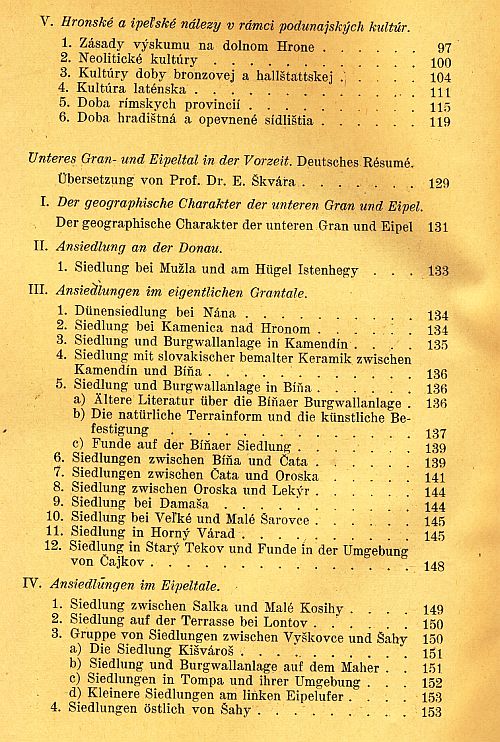 V. Hronské a ipeľské nálezy v rámci podunajských kultúr.
1. Zásady výskumu na dolnom Hrone . . . . . 97
2. Neolitické kultúry . . . . . . . . . . . 100
3. Kultúry doby bronzovej a hallštattskej . . . . 104
4. Kultúra laténska . . . . . . . . . . . 111
5. Doba rímskych provincií . . . . . . . . . 115
6. Doba hradištná a opevnené sídlištia . . . . . 119
Unteres Gran- und Eipeltal in der Vorzeit. Deutsches Résumé.
Übersetzung von Prof. Dr. E. Škvára . . . . . 129
I. Der geographische Charakter der unteren Gran und Eipel.
Der geographische Charakter der unteren Gran und Eipel 131
II. Ansiedlung an der Donau.
1. Siedlung bei Mužla und am Hügel Istenhegy . . . 133
III. Ansiedlungen im eigentlichen Grantale.
1. Dünensiedlung bei Nána . . . . . . . . . 134
2. Siedlung bei Kamenica nad Hronom . . . . . 134
3. Siedlung und Burgwallanlage in Kamendín . . . . 135
4. Siedlung mit slovakischer bemalter Keramik zwischen
Kamendín und Bíňa . . . . . . . . . . . 136
5. Siedlung und Burgwallanlage in Bíňa . . . . . 136
a) Ältere Literatur über die Bíňaer Burgwallanlage . 136
b) Die natürliche Terrainform und die künstliche Be-
festigung . . . . . . . . . . . . . 137
c) Funde auf der Bíňaer Siedlung . . . . . . 139
6. Siedlungen zwischen Bíňa und Čata . . . . . 139
7. Siedlungen zwischen Čata und Oroska . . . . . 141
8. Siedlung zwischen Oroska und Lekýr . . . . . 144
9. Siedlung bei Damaša . . . . . . . . . . 144
10. Siedlung bei Veľké und Malé Šarovce . . . . . 145
11. Siedlung in Horný Várad . . . . . . . . 145
12. Siedlung in Starý Tekov und Funde in der Umgebung
von Čajkov . . . . . . . . . . . . . 148
IV. Ansiedlungen im Eipeltale.
1. Siedlung zwischen Salka und Malé Kosihy . . . . 149
2. Siedlung auf der Terrasse bei Lontov . . . . . 150
3. Gruppe von Siedlungen zwischen Vyškovce und Šahy 150
a) Die Siedlung Kišvároš . . . . . . . . . 151
b) Siedlung und Burgwallanlage auf dem Maher . . 151
c) Siedlungen in Tompa und ihrer Umgebung . . . 152
d) Kleinere Siedlungen am linken Eipelufer . . . . 153
4. Siedlungen östlich von Šahy . . . . . . . . 153